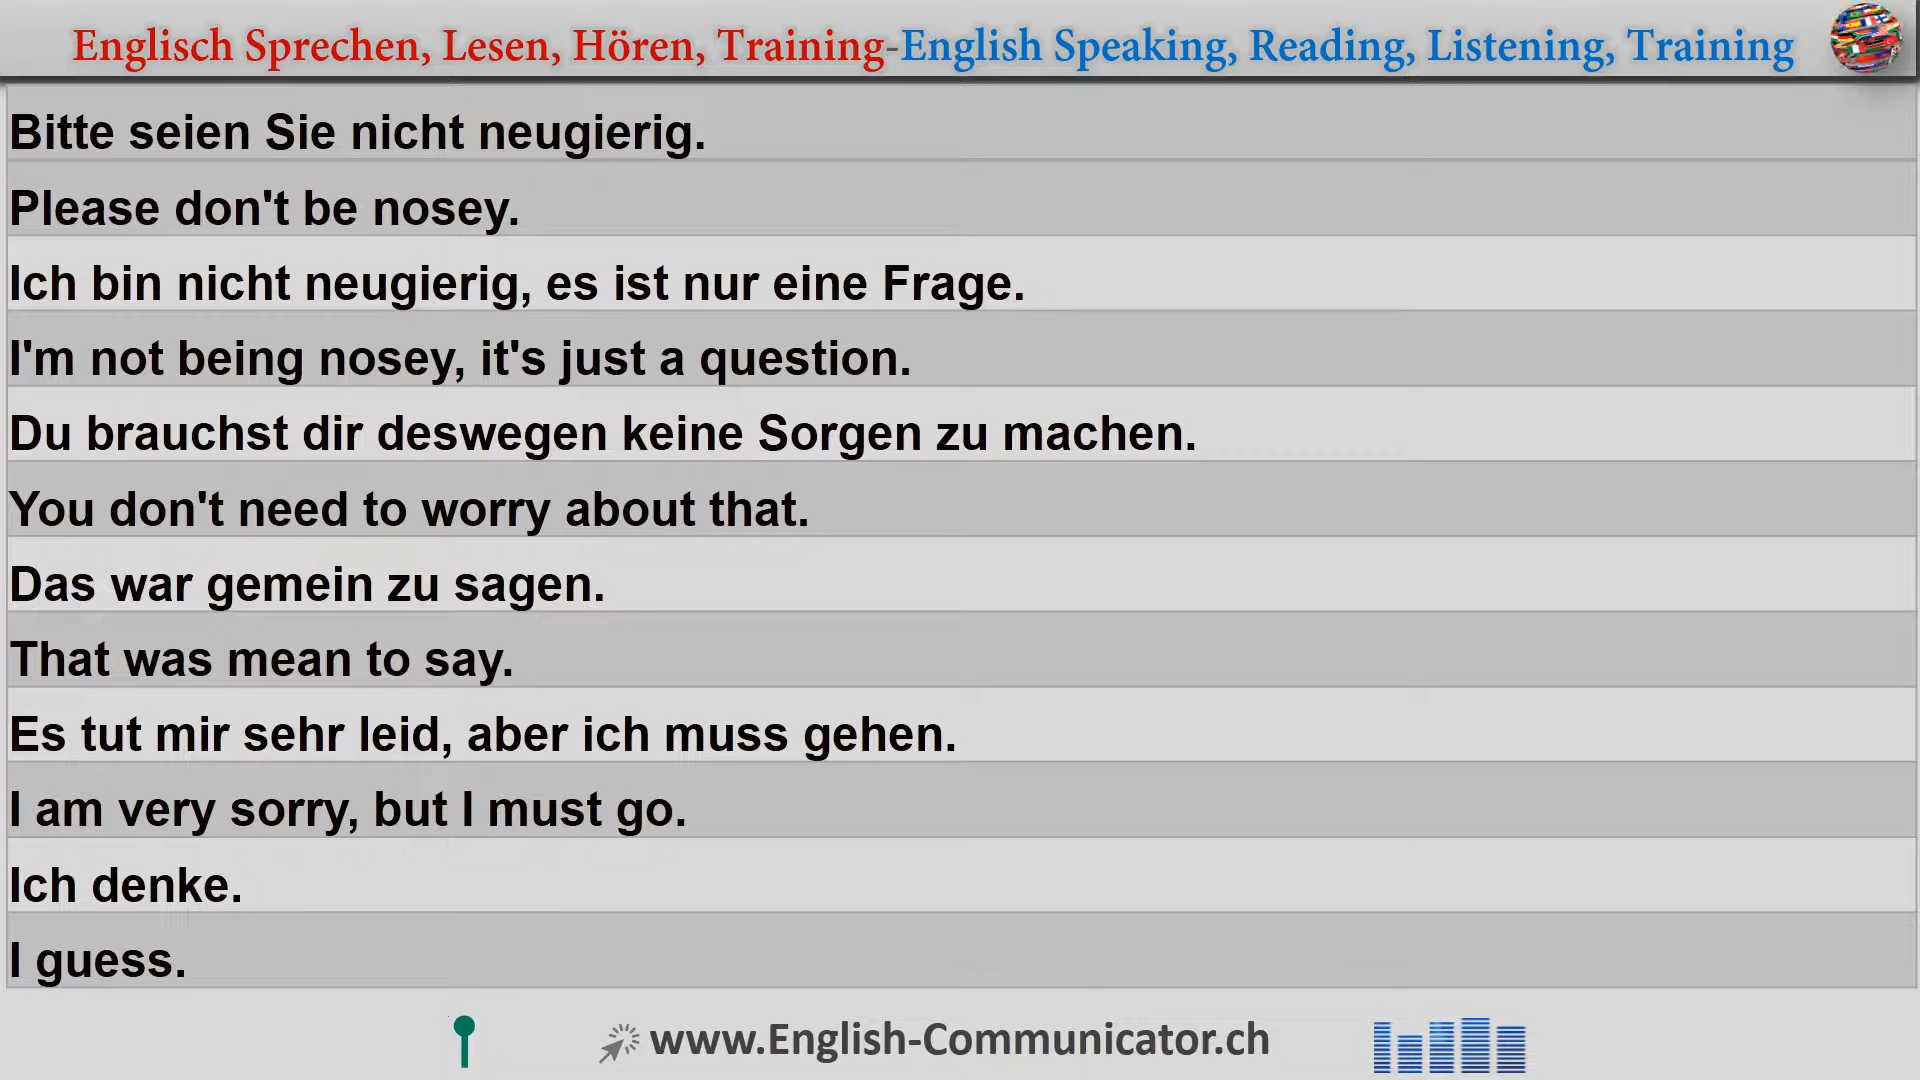 Englisch Sprechen, Lesen, Hören, Training-English Speaking, Reading, Listening, Training
Bitte seien Sie nicht neugierig.
Please don't be nosey.
Ich bin nicht neugierig, es ist nur eine Frage.
I'm not being nosey, it's just a question.
Du brauchst dir deswegen keine Sorgen zu machen.
You don't need to worry about that.
Das war gemein zu sagen.
That was mean to say.
Es tut mir sehr leid, aber ich muss gehen.
I am very sorry, but I must go.
Ich denke.
I guess.
www.English-Communicator.ch